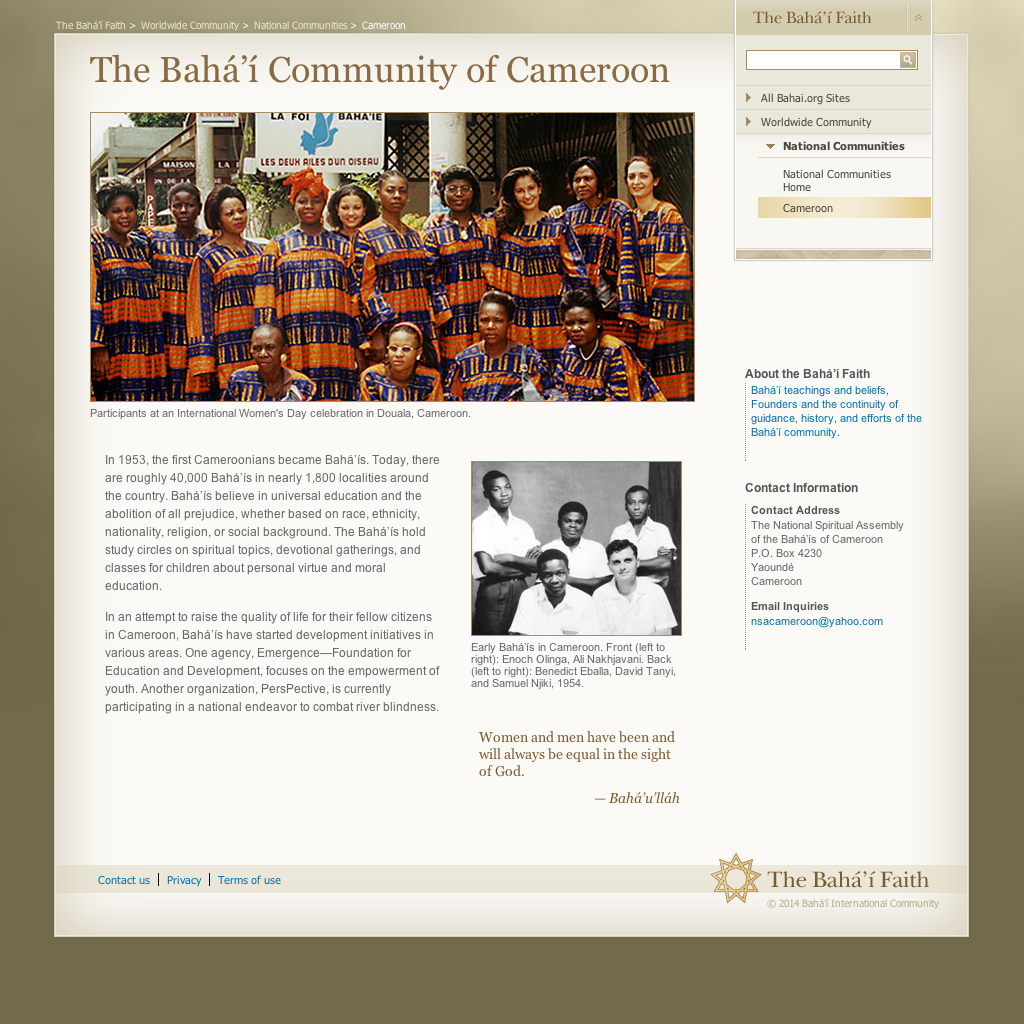 The Bahá’í Faith > Worldwide Community > National Communities > Cameroon
The Bahá’í Faith
The Bahá’í Community of Cameroon
All Bahai.org Sites
Worldwide Community
National Communities
National Communities
Home
Cameroon
LA FOI BAHA'IE
LES DEUX AILES D'UN OISEAU
MAISON
Participants at an International Women's Day celebration in Douala, Cameroon.
In 1953, the first Cameroonians became Bahá’ís. Today, there
are roughly 40,000 Bahá’ís in nearly 1,800 localities around
the country. Bahá’ís believe in universal education and the
abolition of all prejudice, whether based on race, ethnicity,
nationality, religion, or social background. The Bahá’ís hold
study circles on spiritual topics, devotional gatherings, and
classes for children about personal virtue and moral
education.
In an attempt to raise the quality of life for their fellow citizens
in Cameroon, Bahá’ís have started development initiatives in
various areas. One agency, Emergence—Foundation for
Education and Development, focuses on the empowerment of
youth. Another organization, PersPective, is currently
participating in a national endeavor to combat river blindness.
Early Bahá’ís in Cameroon. Front (left to
right): Enoch Olinga, Ali Nakhjavani. Back
(left to right): Benedict Eballa, David Tanyi,
and Samuel Njiki, 1954.
Women and men have been and
will always be equal in the sight
of God.
— Bahá’u’lláh
About the Bahá’í Faith
Bahá’í teachings and beliefs,
Founders and the continuity of
guidance, history, and efforts of the
Bahá’í community.
Contact Information
Contact Address
The National Spiritual Assembly
of the Bahá’ís of Cameroon
P.O. Box 4230
Yaoundé
Cameroon
Email Inquiries
nsacameroon@yahoo.com
Contact us | Privacy | Terms of use
The Bahá’í Faith
© 2014 Bahá’í International Community